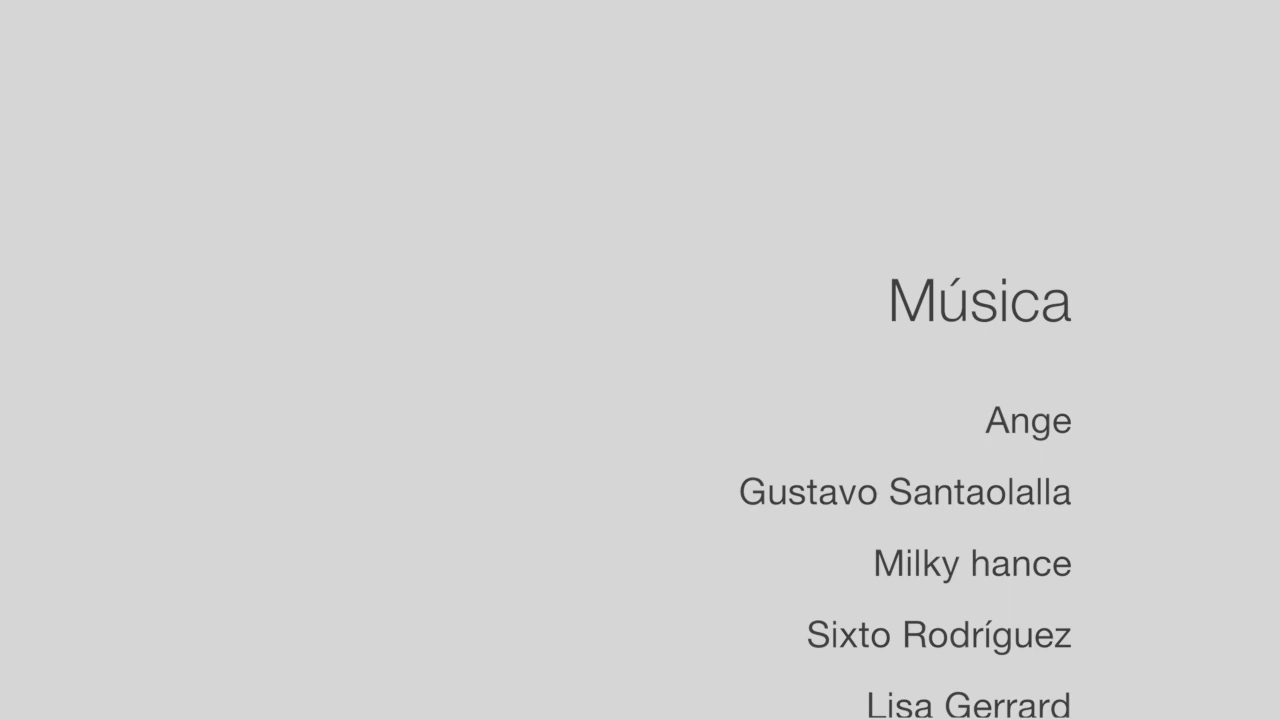 Música
Ange
Gustavo Santaolalla
Milky hance
Sixto Rodríguez
Lisa Gerrard